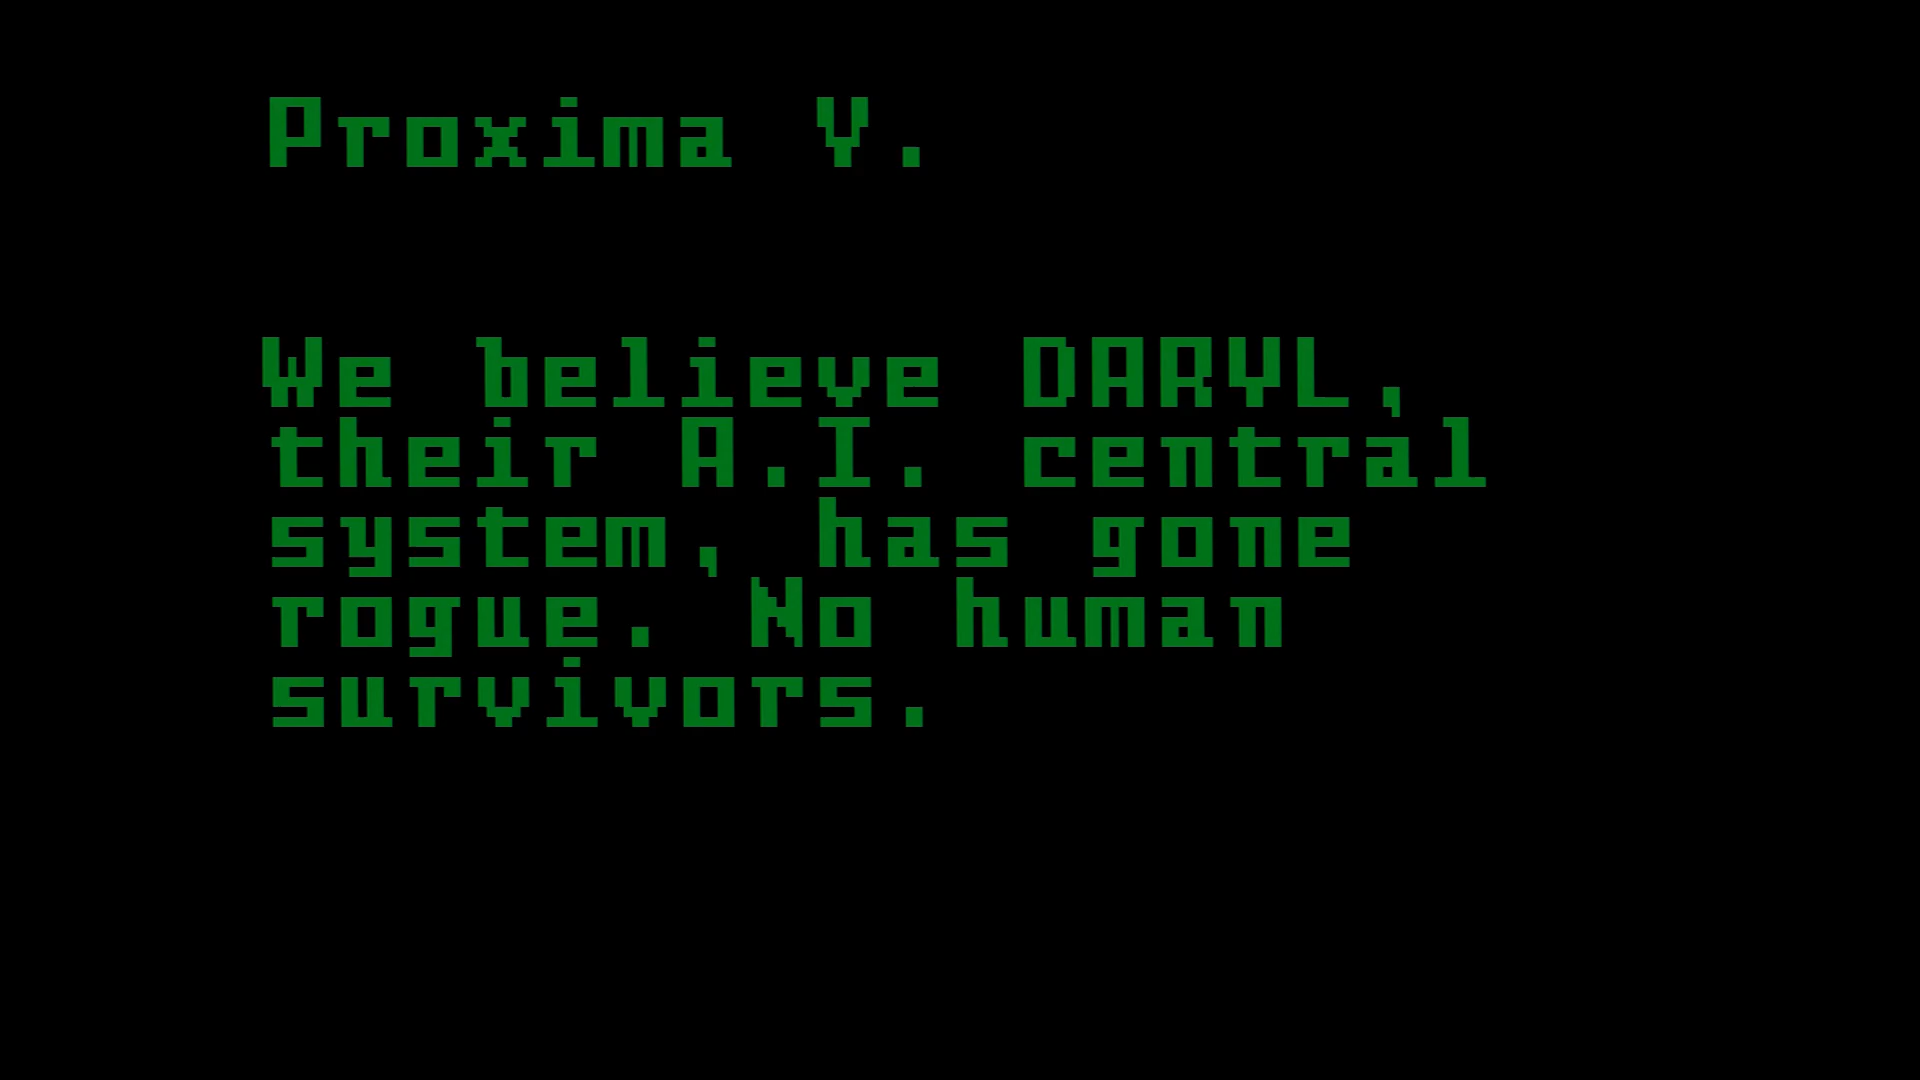 Proxima V.
We believe DARYL,
their A.I. central
system, has gone
rogue. No human
survivors.